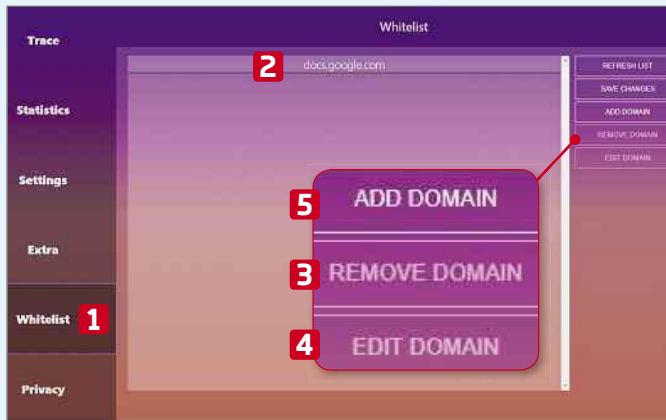 Whitelist
Trace
Statistics
Settings
Extra
Whitelist 1
Privacy
2 docs.google.com
REFRESH LIST
SAVE CHANGES
ADD DOMAIN
REMOVE DOMAIN
EDIT DOMAIN
5 ADD DOMAIN
3 REMOVE DOMAIN
4 EDIT DOMAIN